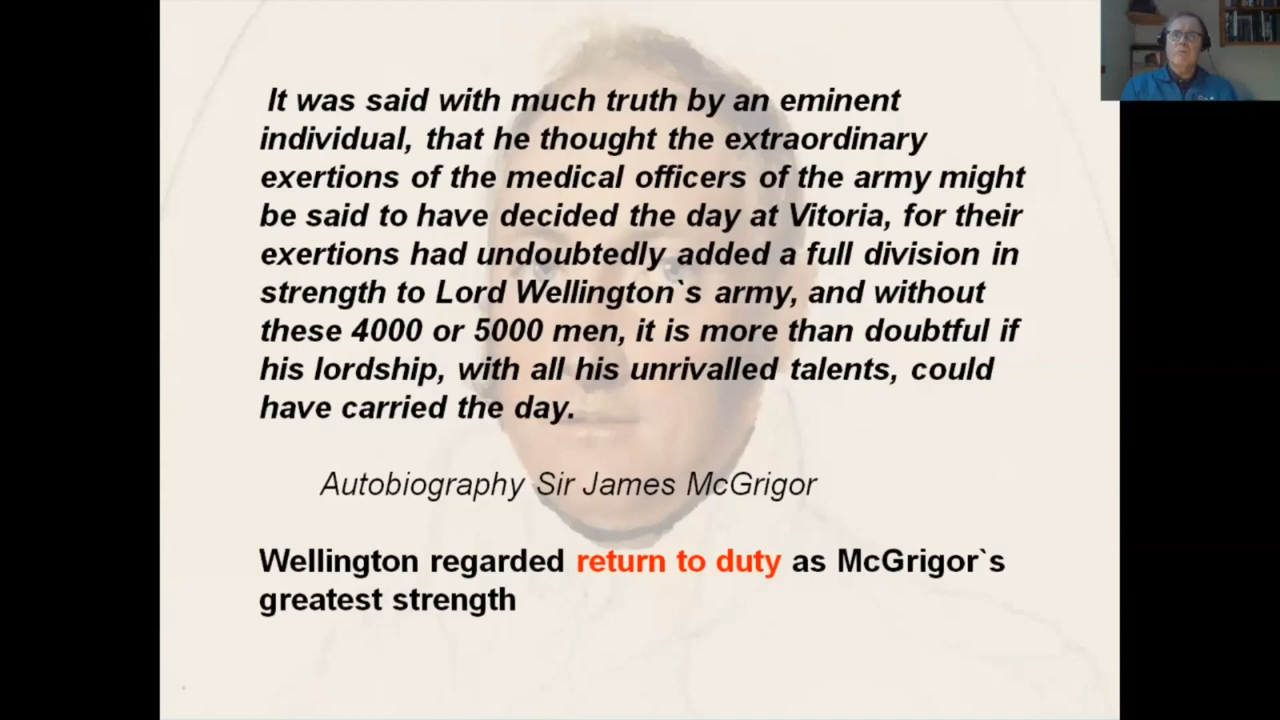 It was said with much truth by an eminent
individual, that he thought the extraordinary
exertions of the medical officers of the army might
be said to have decided the day at Vitoria, for their
exertions had undoubtedly added a full division in
strength to Lord Wellington`s army, and without
these 4000 or 5000 men, it is more than doubtful if
his lordship, with all his unrivalled talents, could
have carried the day.
Autobiography Sir James McGrigor
Wellington regarded return to duty as McGrigor`s
greatest strength